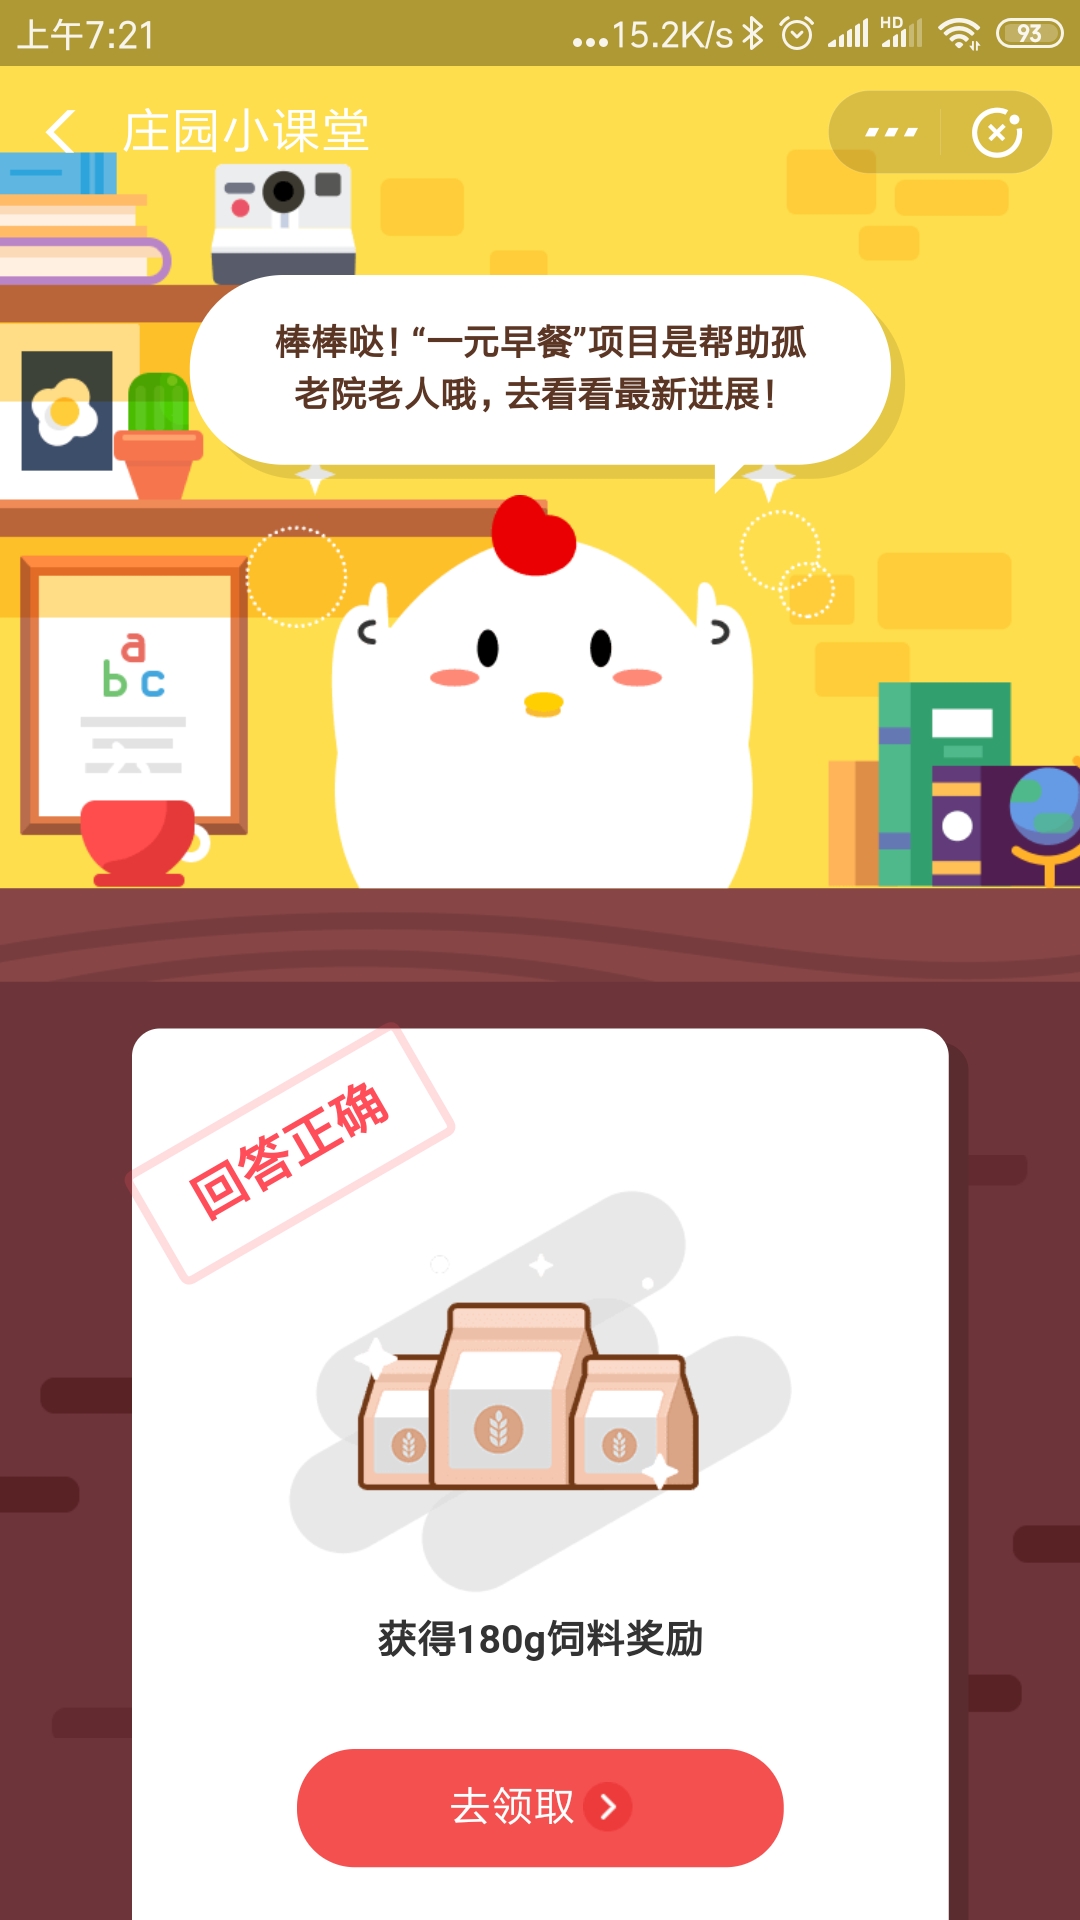 上午7:21
...15.2K/s
HD
93
庄园小课堂
棒棒哒！“一元早餐”项目是帮助孤
老院老人哦，去看看最新进展！
a
b c
回答正确
获得180g饲料奖励
去领取